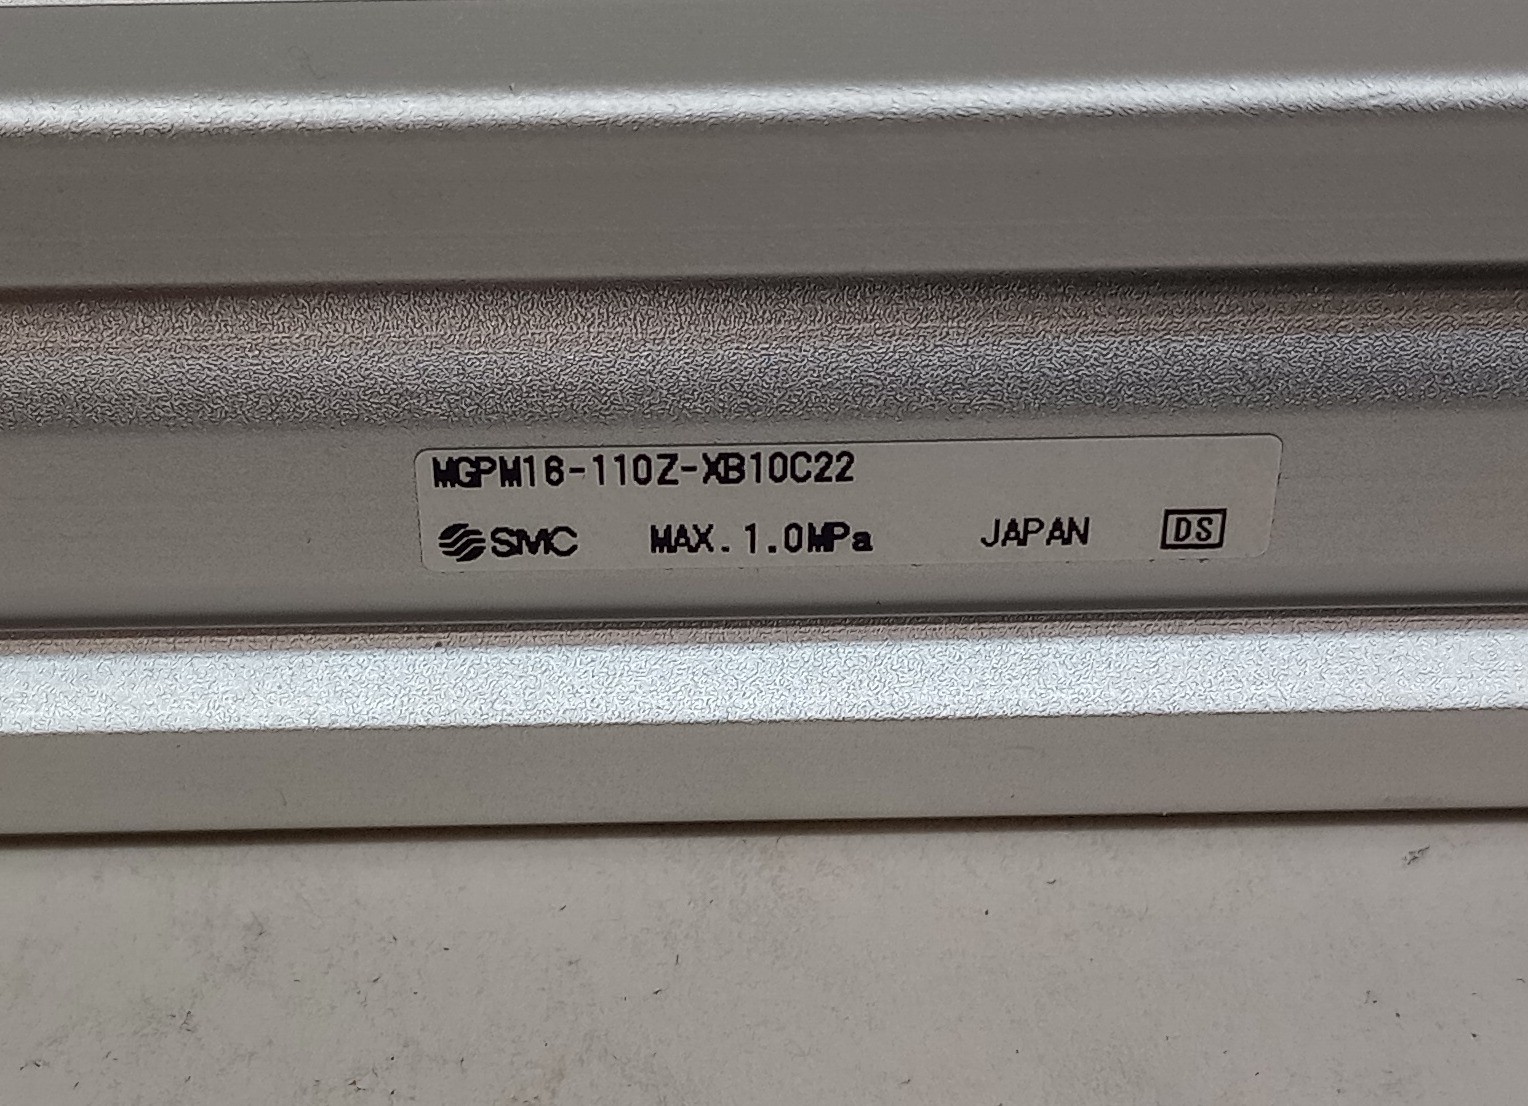 MGPM16-110Z-XB10C22
SMC MAX. 1.0MPa JAPAN DS